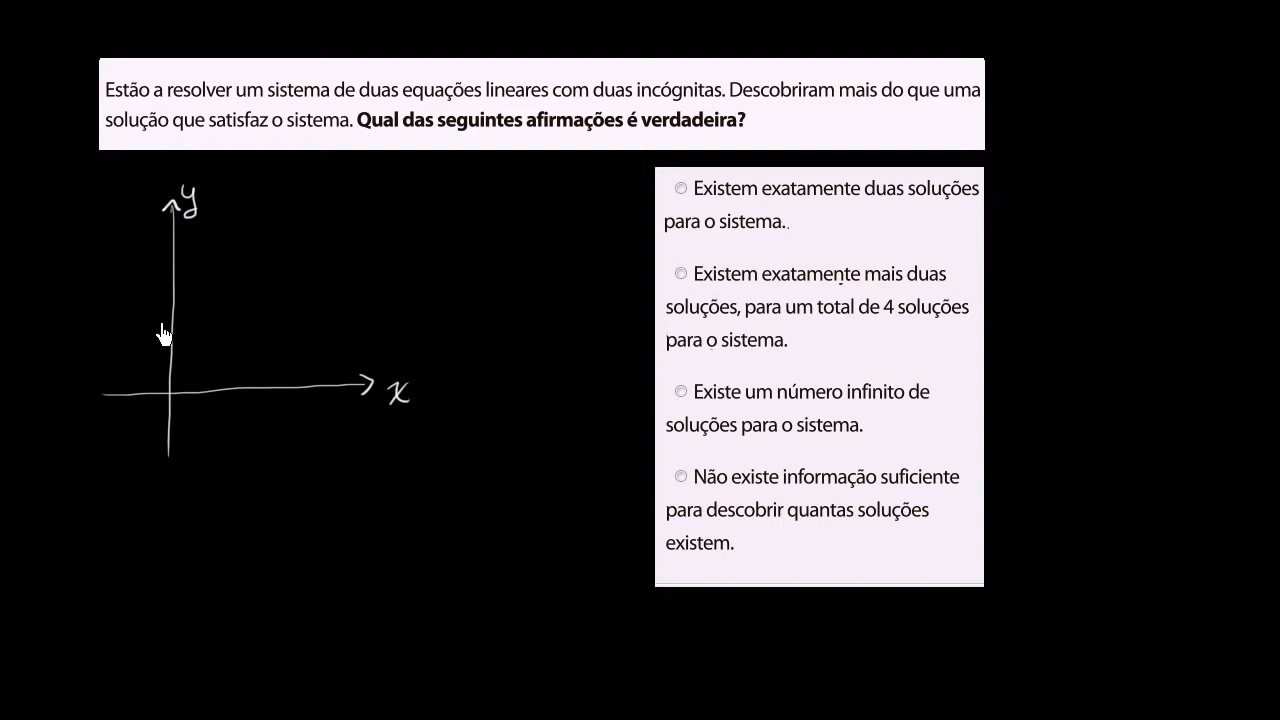 Estão a resolver um sistema de duas equações lineares com duas incógnitas. Descobriram mais do que uma
solução que satisfaz o sistema. Qual das seguintes afirmações é verdadeira?
y
x
Existem exatamente duas soluções
para o sistema..
Existem exatamente mais duas
soluções, para um total de 4 soluções
para o sistema.
Existe um número infinito de
soluções para o sistema.
Não existe informação suficiente
para descobrir quantas soluções
existem.